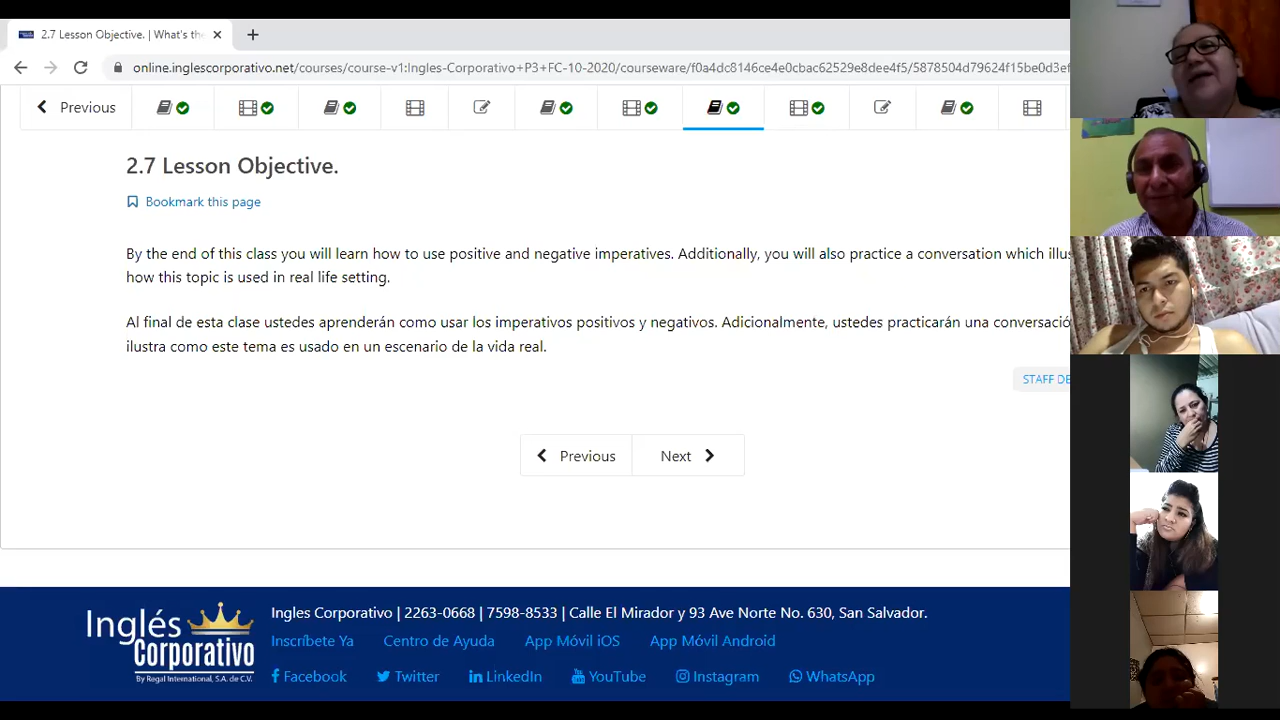 2.7 Lesson Objective. | What's the
online.inglescorporativo.net/courses/course-v1:Ingles-Corporativo+P3+FC-10-2020/courseware/f0a4dc8146ce4e0cbac62529e8dee4f5/5878504d79624f15be0d3ef
Previous
2.7 Lesson Objective.
Bookmark this page
By the end of this class you will learn how to use positive and negative imperatives. Additionally, you will also practice a conversation which illus
how this topic is used in real life setting.
Al final de esta clase ustedes aprenderán como usar los imperativos positivos y negativos. Adicionalmente, ustedes practicarán una conversació
ilustra como este tema es usado en un escenario de la vida real.
STAFF DE
Previous Next
Inglés Corporativo
By Regal International, S.A. de C.V.
Ingles Corporativo | 2263-0668 | 7598-8533 | Calle El Mirador y 93 Ave Norte No. 630, San Salvador.
Inscríbete Ya Centro de Ayuda App Móvil iOS App Móvil Android
Facebook Twitter LinkedIn YouTube Instagram WhatsApp